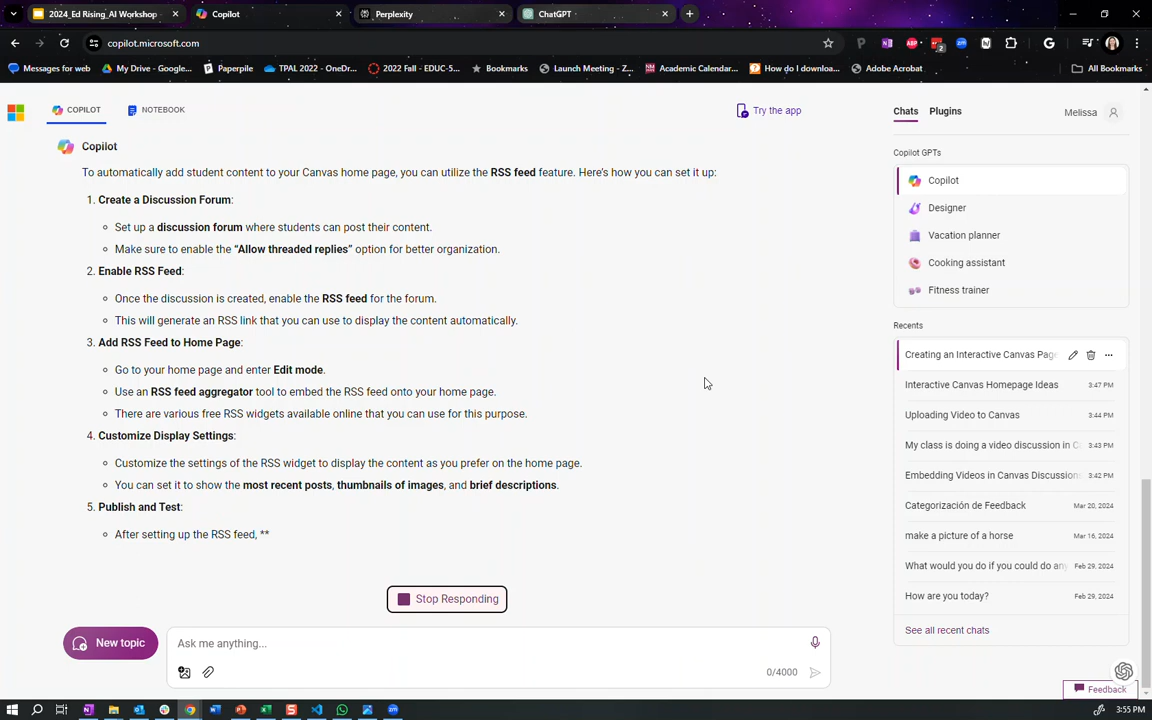 2024_Ed Rising_AI Workshop
Copilot
Perplexity
ChatGPT
copilot.microsoft.com
Messages for web
My Drive - Google...
Paperpile
TPAL 2022 - OneDr...
2022 Fall - EDUC-5...
Bookmarks
Launch Meeting - Z...
Academic Calendar...
How do I downloa...
Adobe Acrobat
All Bookmarks
COPILOT
NOTEBOOK
Try the app
Chats
Plugins
Melissa
Copilot
To automatically add student content to your Canvas home page, you can utilize the RSS feed feature. Here's how you can set it up:
1. Create a Discussion Forum:
Set up a discussion forum where students can post their content.
Make sure to enable the “Allow threaded replies” option for better organization.
2. Enable RSS Feed:
Once the discussion is created, enable the RSS feed for the forum.
This will generate an RSS link that you can use to display the content automatically.
3. Add RSS Feed to Home Page:
Go to your home page and enter Edit mode.
Use an RSS feed aggregator tool to embed the RSS feed onto your home page.
There are various free RSS widgets available online that you can use for this purpose.
4. Customize Display Settings:
Customize the settings of the RSS widget to display the content as you prefer on the home page.
You can set it to show the most recent posts, thumbnails of images, and brief descriptions.
5. Publish and Test:
After setting up the RSS feed, **
Stop Responding
New topic
Ask me anything...
0/4000
Copilot GPTs
Copilot
Designer
Vacation planner
Cooking assistant
Fitness trainer
Recents
Creating an Interactive Canvas Page
Interactive Canvas Homepage Ideas 3:47 PM
Uploading Video to Canvas 3:44 PM
My class is doing a video discussion in C 3:43 PM
Embedding Videos in Canvas Discussions 3:42 PM
Categorización de Feedback Mar 20, 2024
make a picture of a horse Mar 16, 2024
What would you do if you could do any Feb 29, 2024
How are you today? Feb 29, 2024
See all recent chats
Feedback
3:55 PM